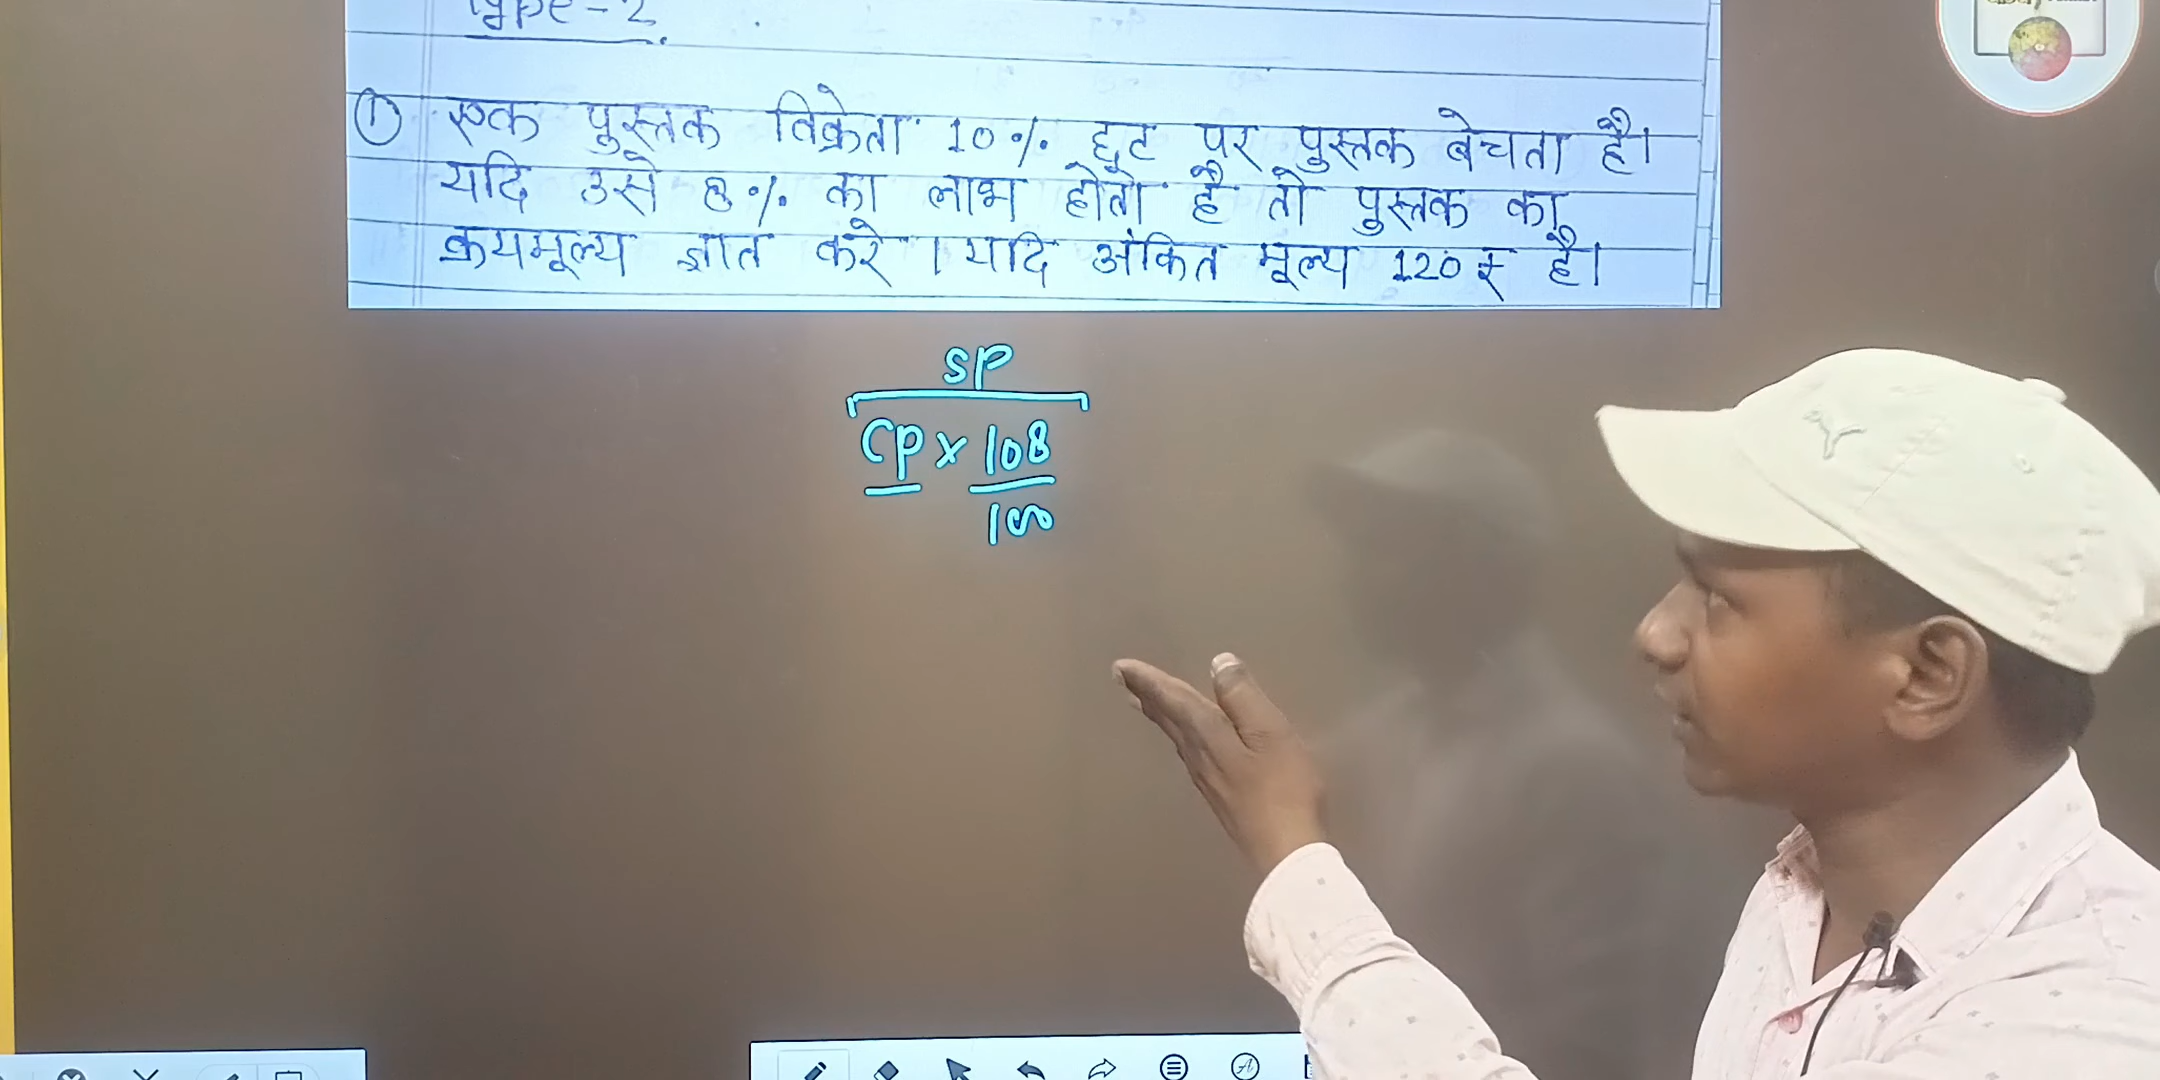 Type-2
① एक पुस्तक विक्रेता 10% छुट पर पुस्तक बेचता है।
यदि उसे 8% का लाभ होता है तो पुस्तक का
क्रयमूल्य ज्ञात करे । यदि अंकित मूल्य 120₹ है।
SP
CP × 108
100